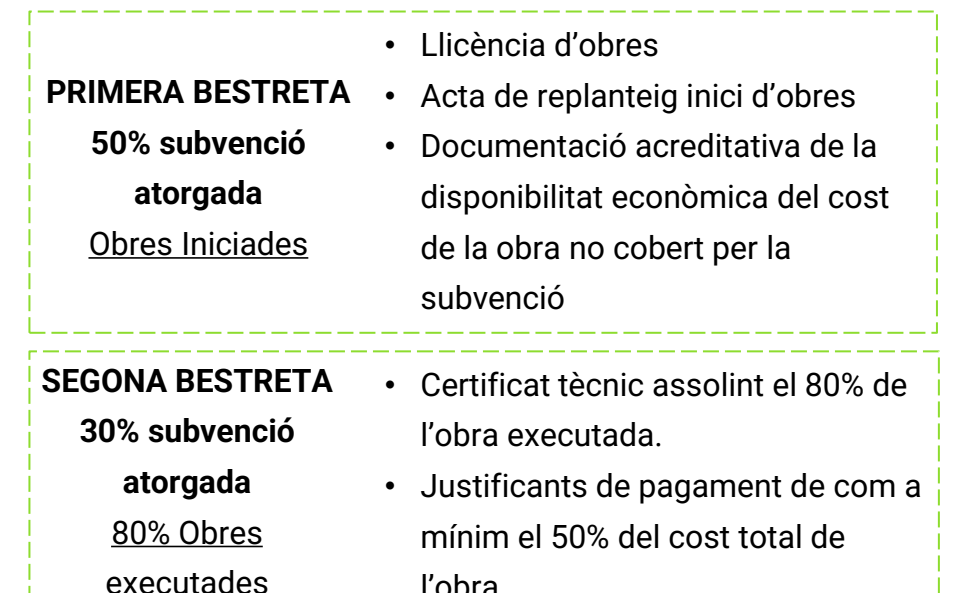 PRIMERA BESTRETA
50% subvenció
atorgada
Obres Iniciades
• Llicència d’obres
• Acta de replanteig inici d’obres
• Documentació acreditativa de la
disponibilitat econòmica del cost
de la obra no cobert per la
subvenció
SEGONA BESTRETA
30% subvenció
atorgada
80% Obres
executades
• Certificat tècnic assolint el 80% de
l’obra executada.
• Justificants de pagament de com a
mínim el 50% del cost total de
l’obra